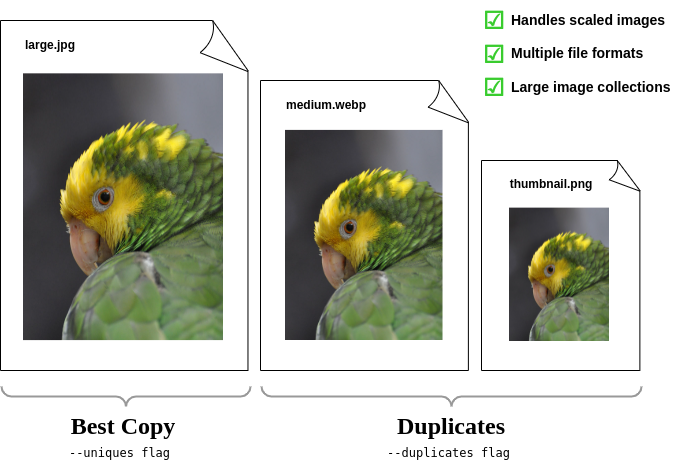 Handles scaled images
Multiple file formats
Large image collections
large.jpg
medium.webp
thumbnail.png
Best Copy
--uniques flag
Duplicates
--duplicates flag